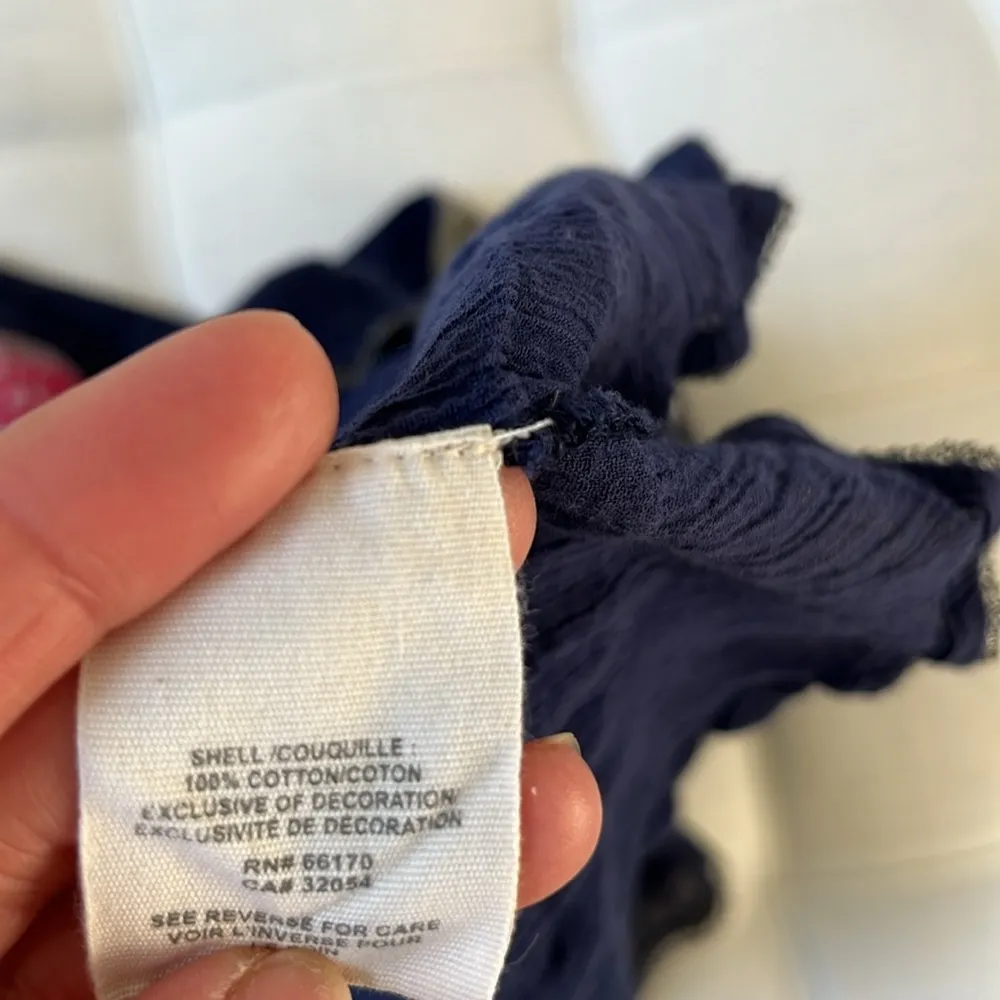 SHELL /COUQUILLE :
100% COTTON/COTON
EXCLUSIVE OF DECORATION/
EXCLUSIVITÉ DE DECORATION
RN# 66170
CA# 32054
SEE REVERSE FOR CARE
VOIR L'INVERSE POUR